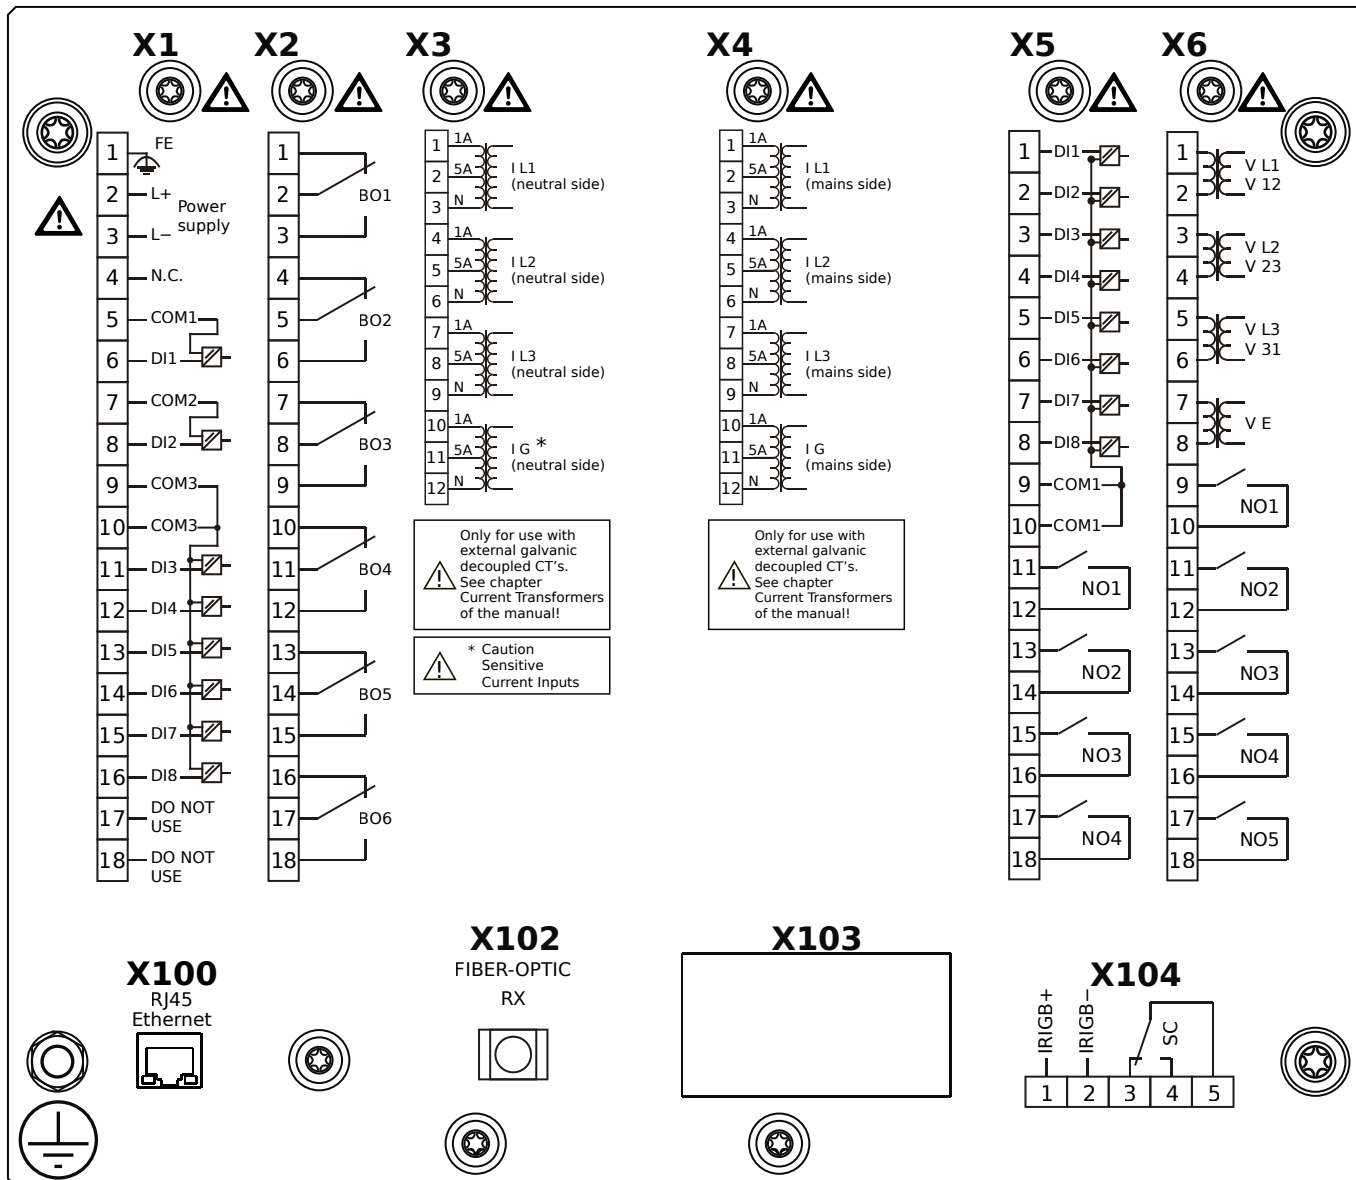 X1
1
FE
2
L+
Power
supply
3
L−
4
N.C.
5
COM1
6
DI1
7
COM2
8
DI2
9
COM3
10
COM3
11
DI3
12
DI4
13
DI5
14
DI6
15
DI7
16
DI8
17
DO NOT
USE
18
DO NOT
USE
X2
1
2
BO1
3
4
5
BO2
6
7
8
BO3
9
10
11
BO4
12
13
14
BO5
15
16
17
BO6
18
X3
1 1A
2 5A
3 N
I L1
(neutral side)
4 1A
5 5A
6 N
I L2
(neutral side)
7 1A
8 5A
9 N
I L3
(neutral side)
10 1A
11 5A
12 N
I G *
(neutral side)
Only for use with
external galvanic
decoupled CT's.
See chapter
Current Transformers
of the manual!
* Caution
Sensitive
Current Inputs
X4
1 1A
2 5A
3 N
I L1
(mains side)
4 1A
5 5A
6 N
I L2
(mains side)
7 1A
8 5A
9 N
I L3
(mains side)
10 1A
11 5A
12 N
I G
(mains side)
Only for use with
external galvanic
decoupled CT's.
See chapter
Current Transformers
of the manual!
X5
1 DI1
2 DI2
3 DI3
4 DI4
5 DI5
6 DI6
7 DI7
8 DI8
9 COM1
10 COM1
11
NO1
12
13
NO2
14
15
NO3
16
17
NO4
18
X6
1
2
V L1
V 12
3
4
V L2
V 23
5
6
V L3
V 31
7
8
V E
9
NO1
10
11
NO2
12
13
NO3
14
15
NO4
16
17
NO5
18
X100
RJ45
Ethernet
X102
FIBER-OPTIC
RX
X103
X104
IRIGB+
IRIGB−
SC
1 2 3 4 5